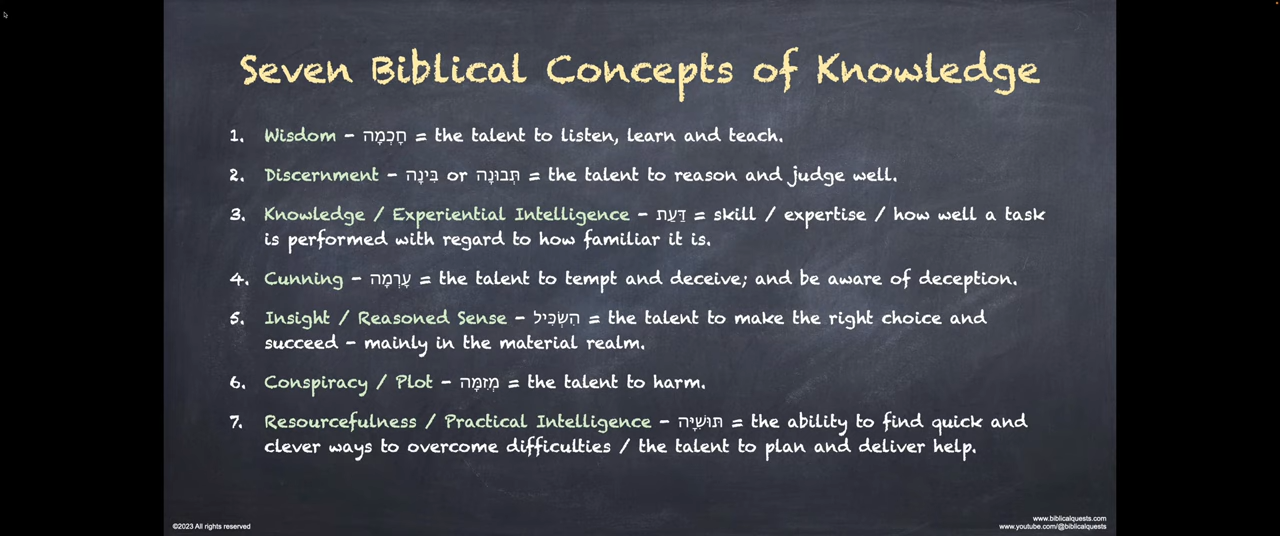 Seven Biblical Concepts of Knowledge
1. Wisdom - חָכְמָה = the talent to listen, learn and teach.
2. Discernment - בִּינָה or תְּבוּנָה = the talent to reason and judge well.
3. Knowledge / Experiential Intelligence - דַּעַת = skill / expertise / how well a task
is performed with regard to how familiar it is.
4. Cunning - עָרְמָה = the talent to tempt and deceive; and be aware of deception.
5. Insight / Reasoned Sense - הִשְׂכִּיל = the talent to make the right choice and
succeed - mainly in the material realm.
6. Conspiracy / Plot - מְזִמָּה = the talent to harm.
7. Resourcefulness / Practical Intelligence - תּוּשִׁיָּה = the ability to find quick and
clever ways to overcome difficulties / the talent to plan and deliver help.
©2023 All rights reserved
www.biblicalquests.com
www.youtube.com/@biblicalquests